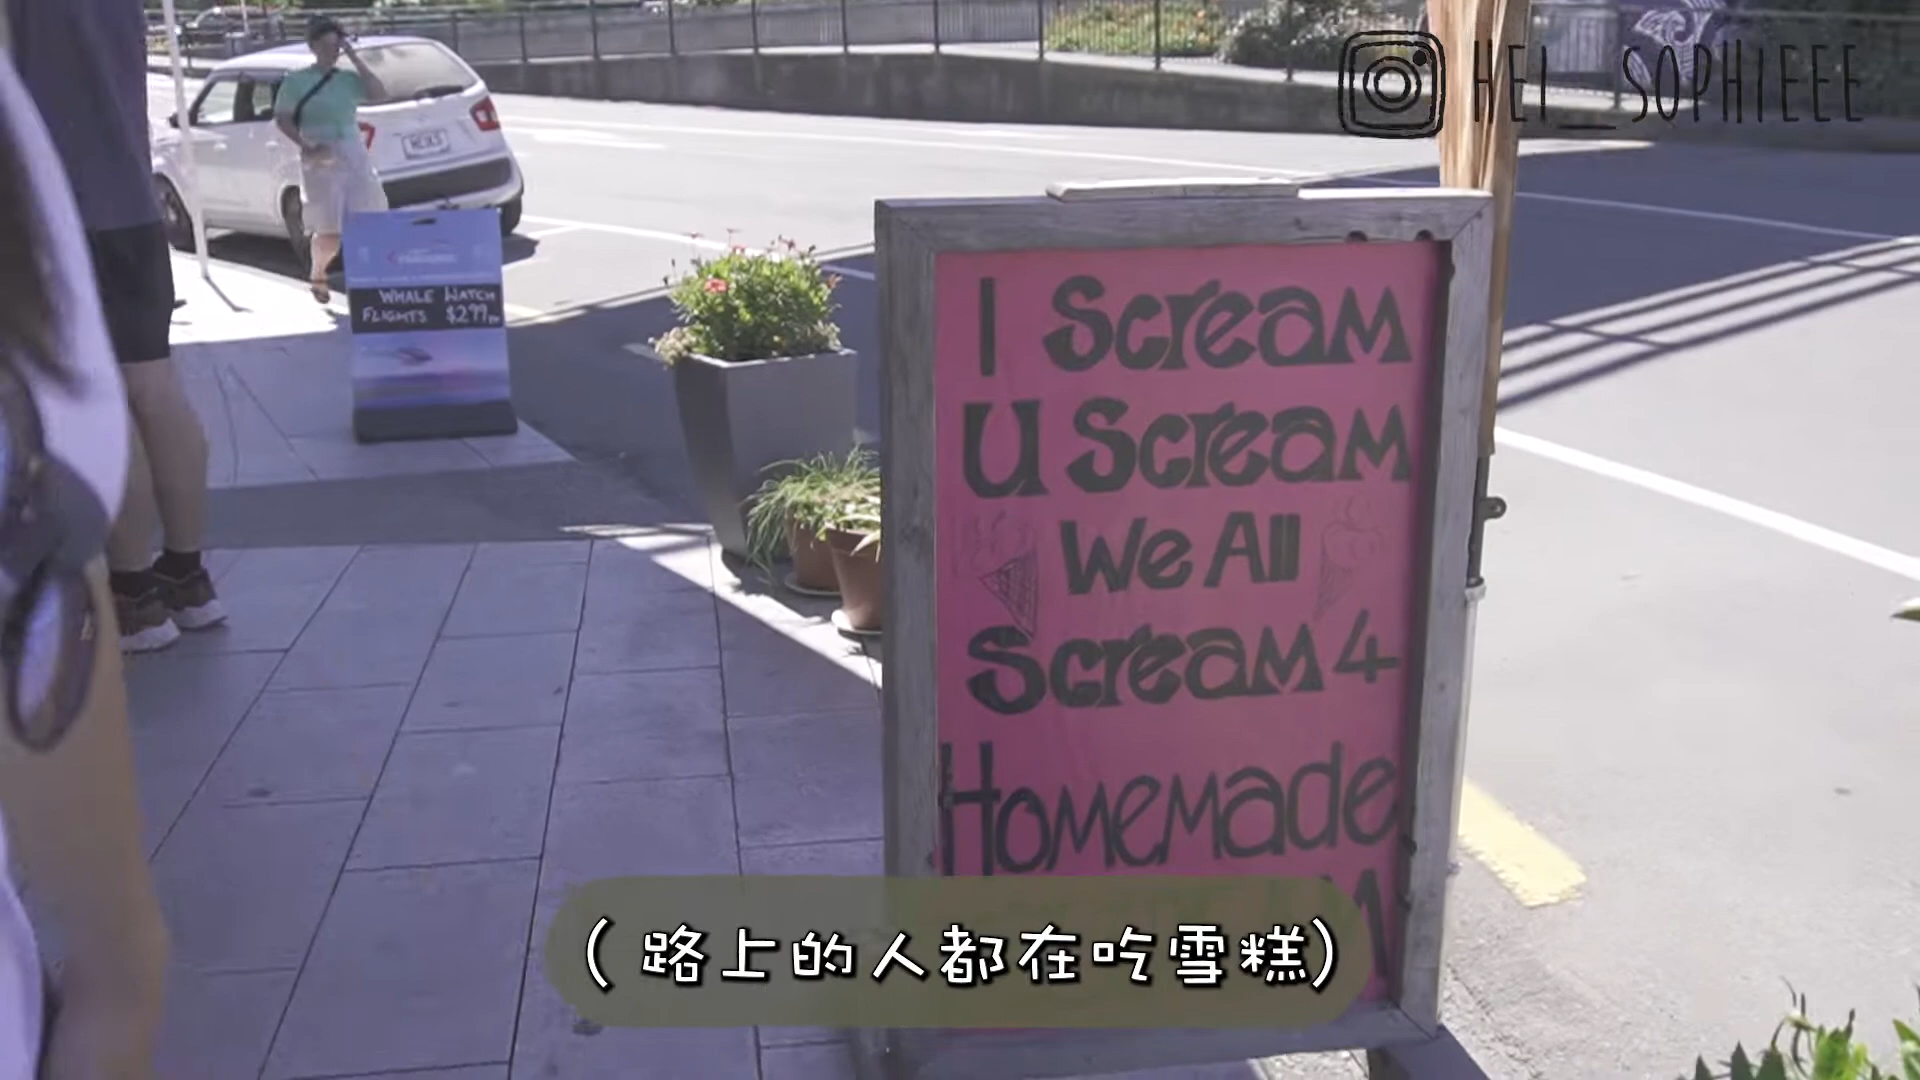 HEI_SOPHIEEE
WHALE WATCH
FLIGHTS $299
I Scream
U Scream
We All
Scream 4
Homemade
( 路上的人都在吃雪糕)